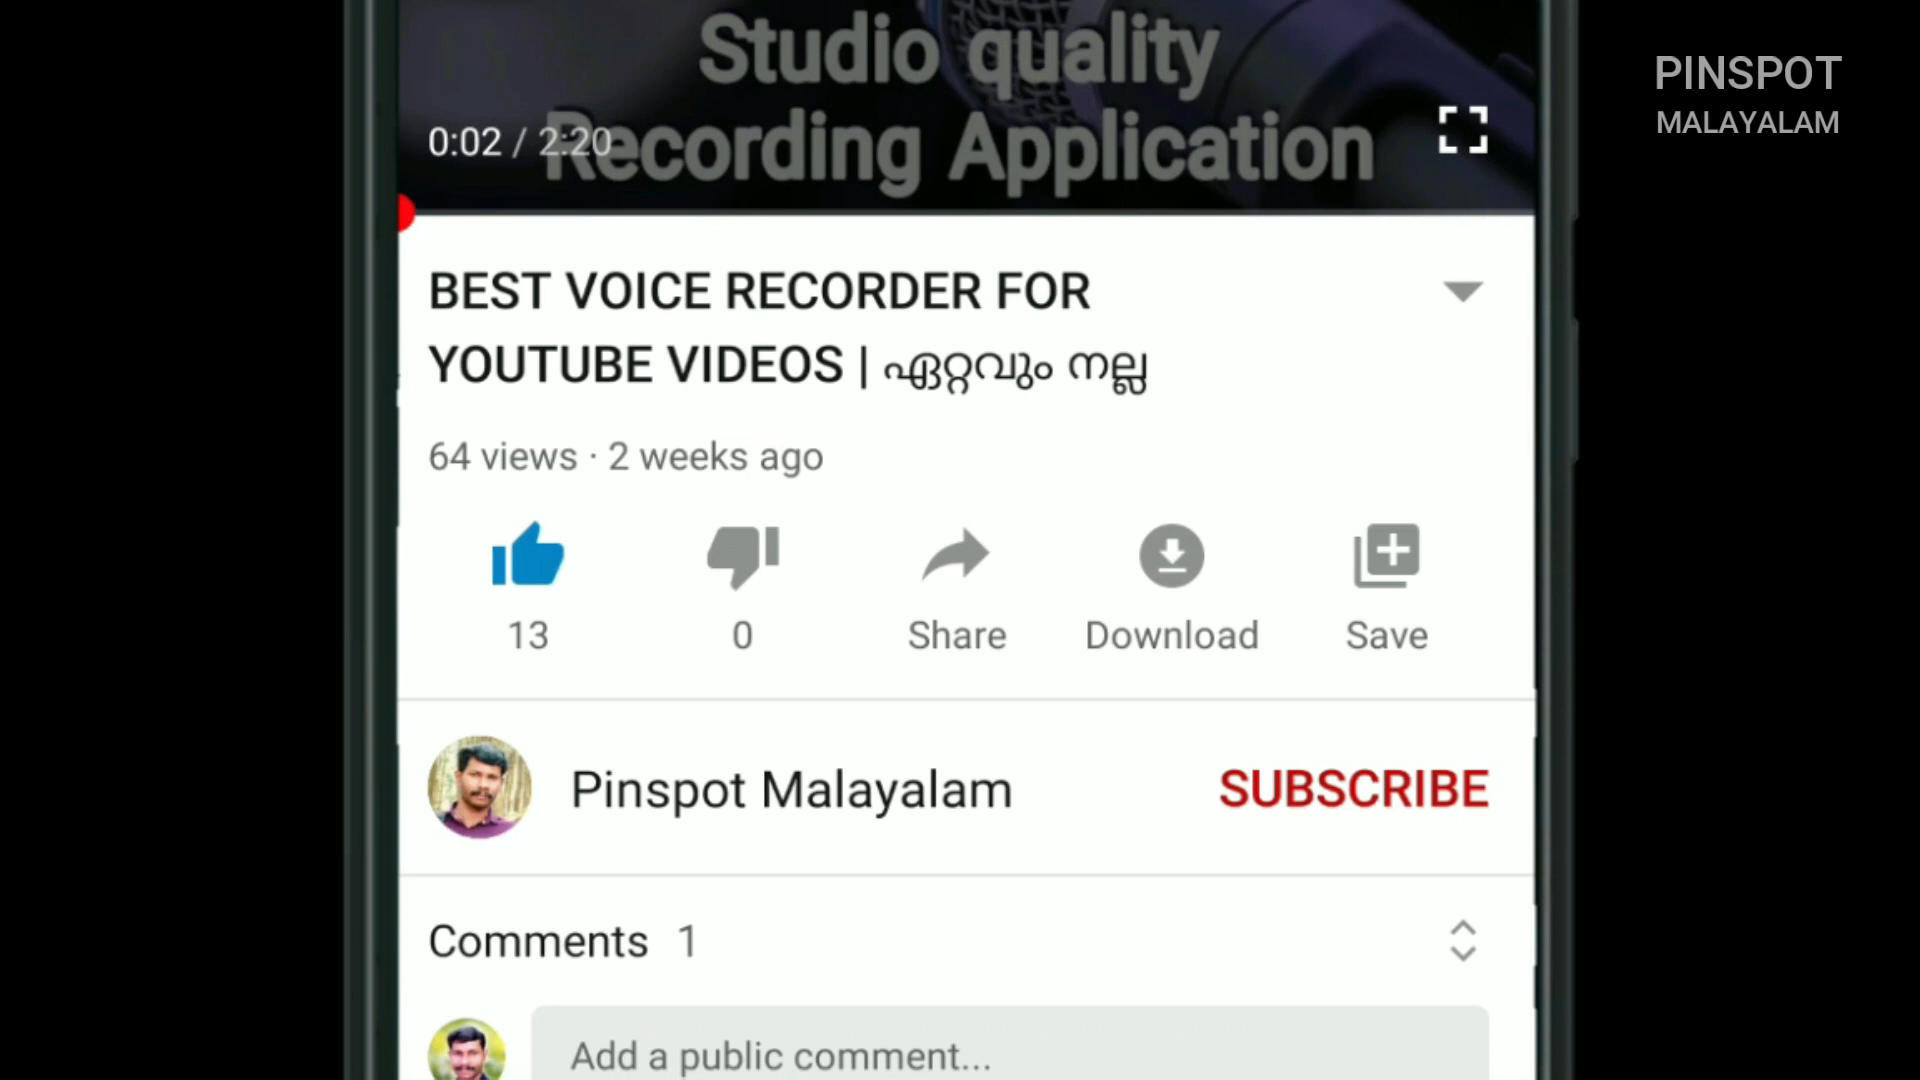 Studio quality
Recording Application
0:02 / 2:20
PINSPOT
MALAYALAM
BEST VOICE RECORDER FOR
YOUTUBE VIDEOS | ഏറ്റവും നല്ല
64 views · 2 weeks ago
13
0
Share
Download
Save
Pinspot Malayalam
SUBSCRIBE
Comments 1
Add a public comment...